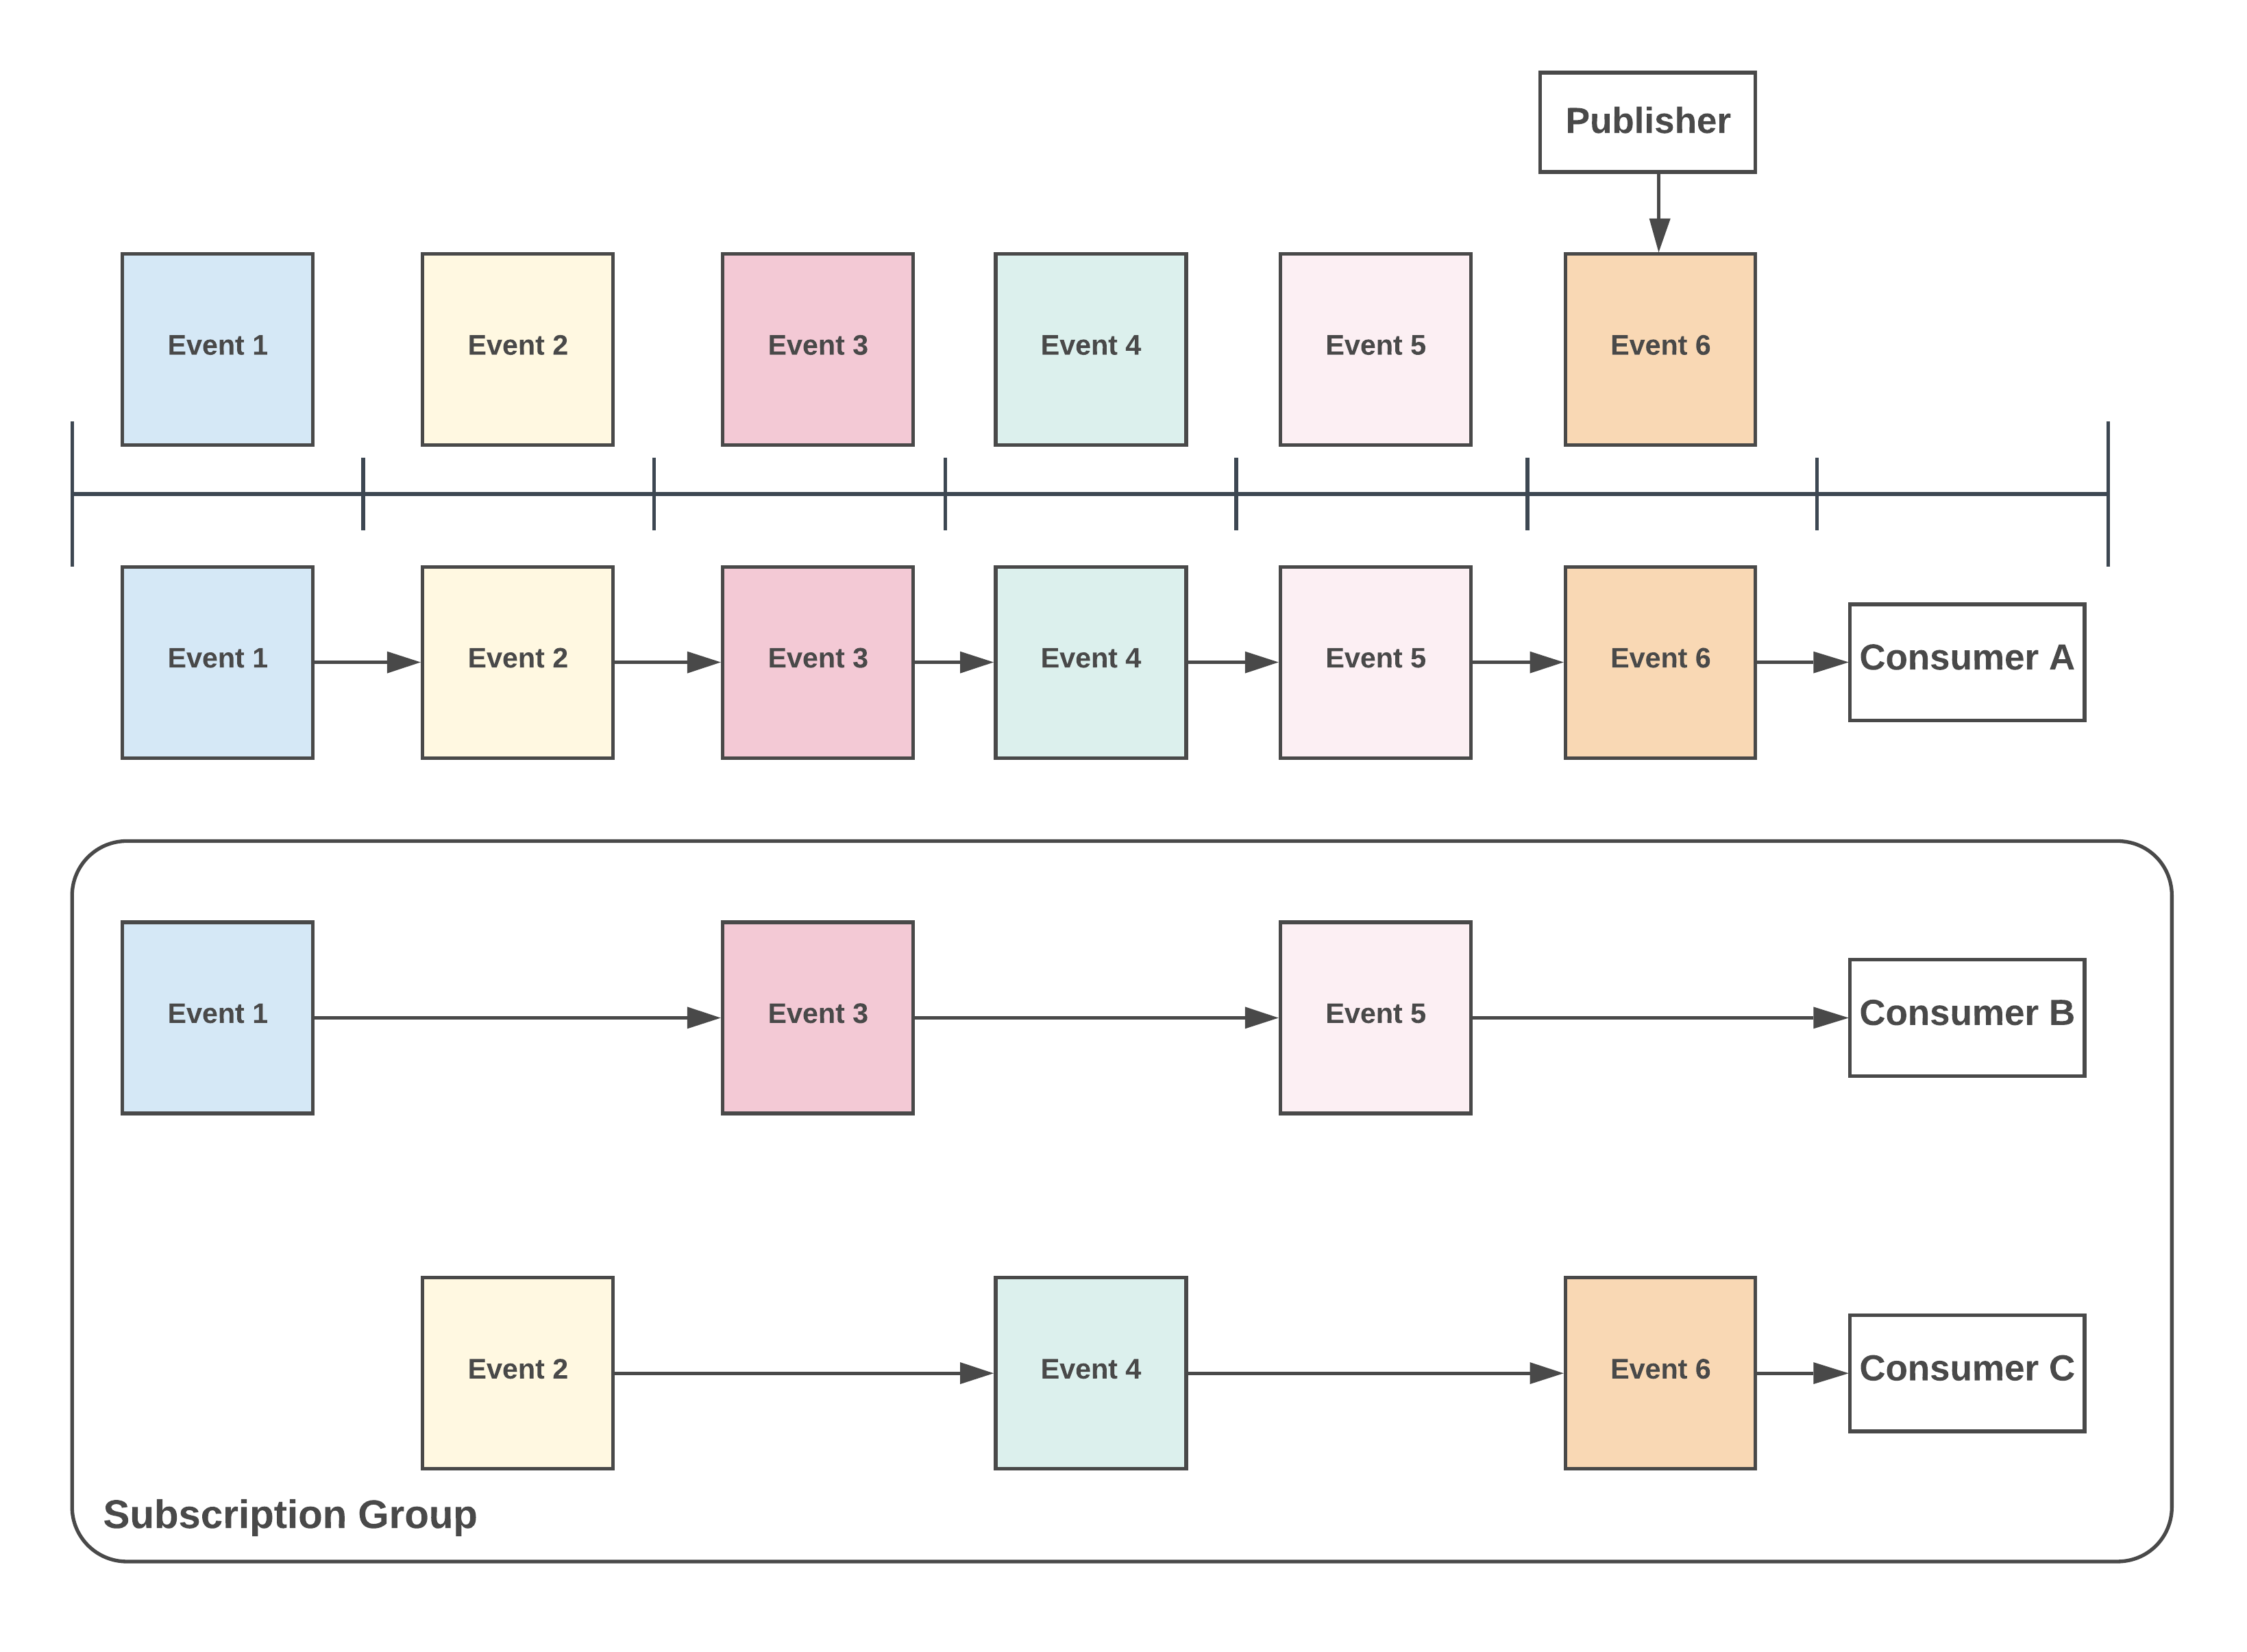 Publisher
Event 1
Event 2
Event 3
Event 4
Event 5
Event 6
Event 1
Event 2
Event 3
Event 4
Event 5
Event 6
Consumer A
Event 1
Event 3
Event 5
Consumer B
Event 2
Event 4
Event 6
Consumer C
Subscription Group